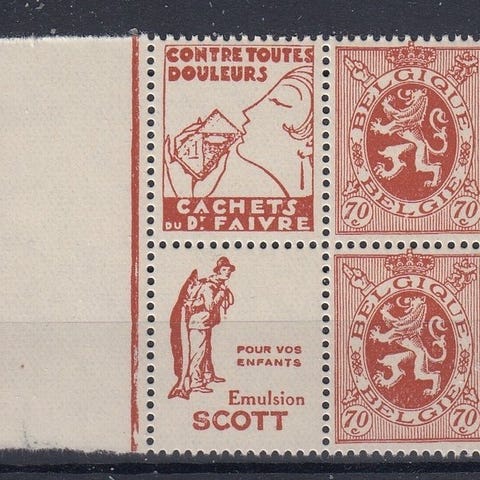 CONTRE TOUTES
DOULEURS
1
CACHETS
DU Dr FAIVRE
BELGIQUE
70 70
BELGIE
POUR VOS
ENFANTS
Emulsion
SCOTT
BELGIQUE
70 70
BELGIE